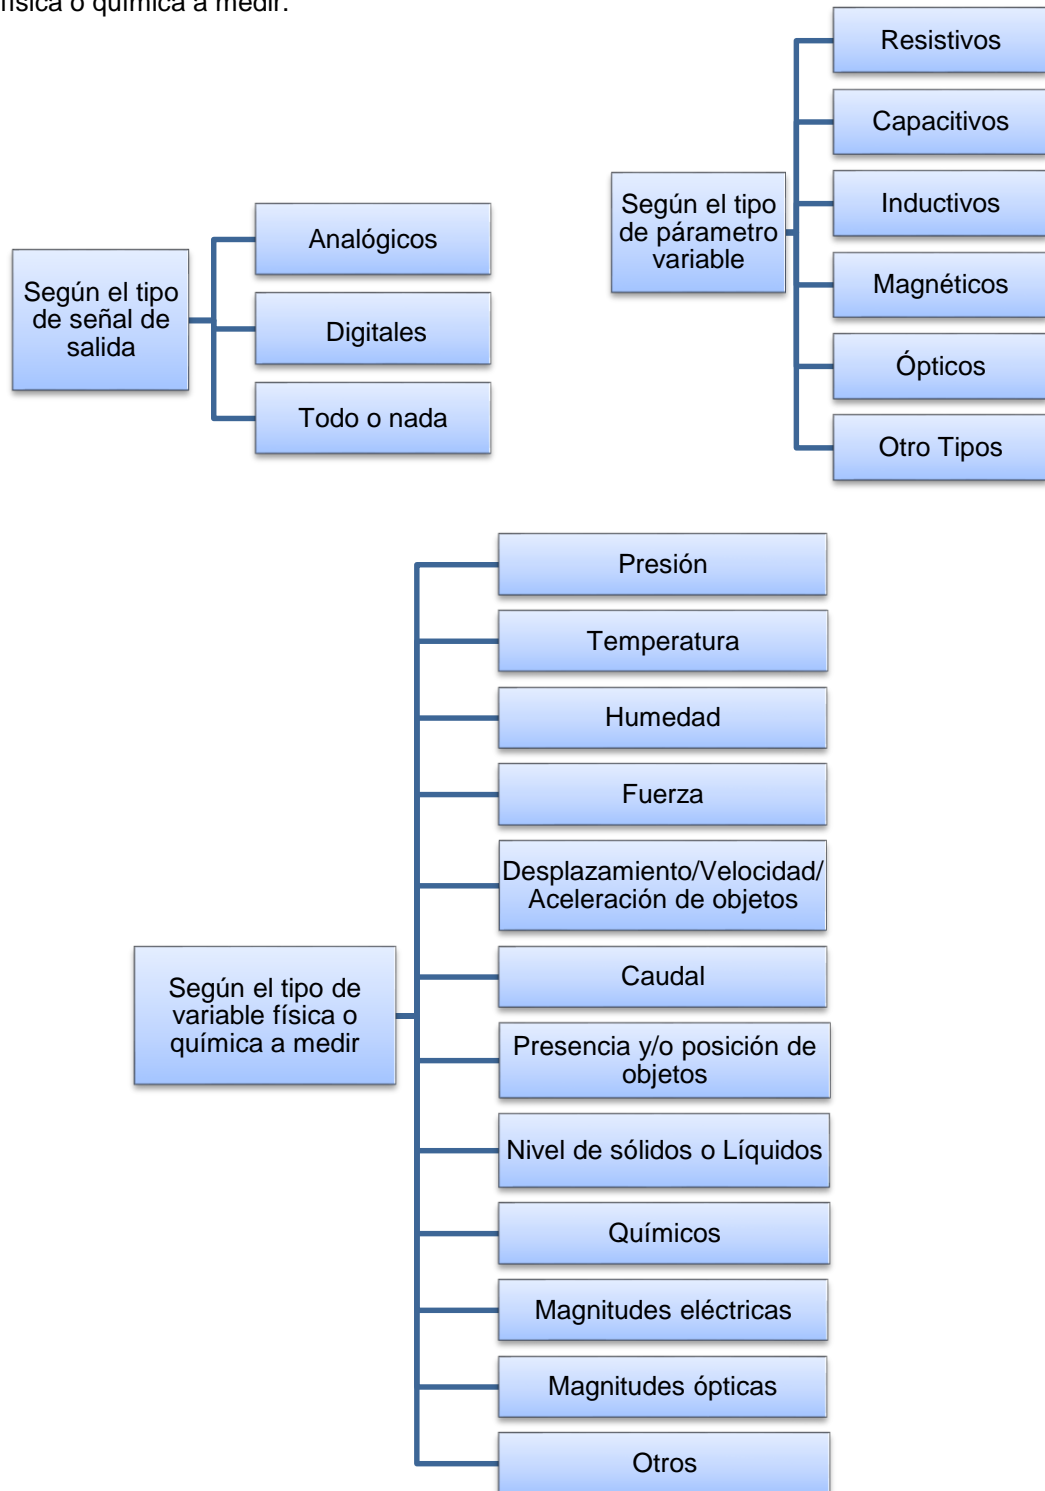 física o química a medir.
Según el tipo
de señal de
salida
Analógicos
Digitales
Todo o nada
Según el tipo
de párametro
variable
Resistivos
Capacitivos
Inductivos
Magnéticos
Ópticos
Otro Tipos
Según el tipo de
variable física o
química a medir
Presión
Temperatura
Humedad
Fuerza
Desplazamiento/Velocidad/
Aceleración de objetos
Caudal
Presencia y/o posición de
objetos
Nivel de sólidos o Líquidos
Químicos
Magnitudes eléctricas
Magnitudes ópticas
Otros